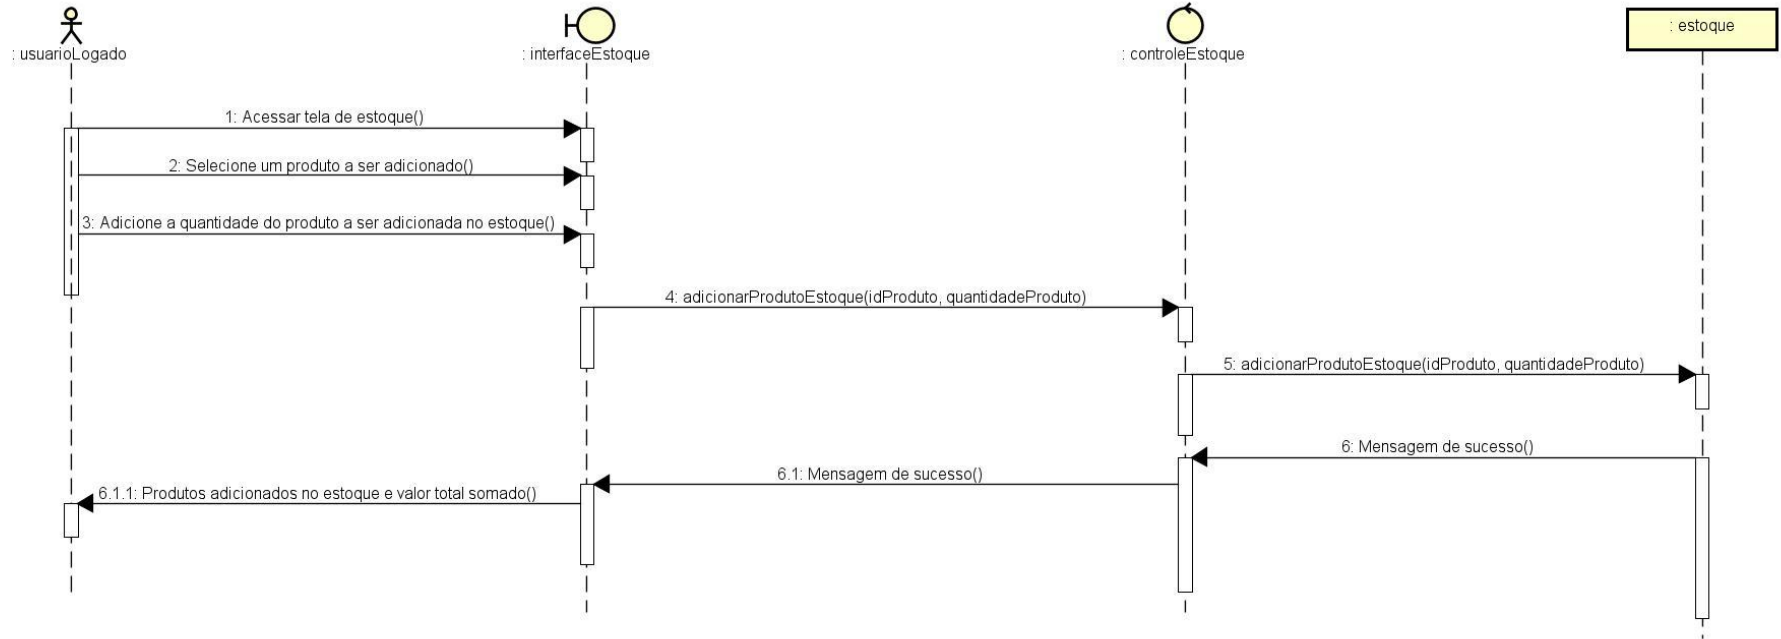 : usuarioLogado
: interfaceEstoque
: controleEstoque
: estoque
1: Acessar tela de estoque()
2: Selecione um produto a ser adicionado()
3: Adicione a quantidade do produto a ser adicionada no estoque()
4: adicionarProdutoEstoque(idProduto, quantidadeProduto)
5: adicionarProdutoEstoque(idProduto, quantidadeProduto)
6: Mensagem de sucesso()
6.1: Mensagem de sucesso()
6.1.1: Produtos adicionados no estoque e valor total somado()